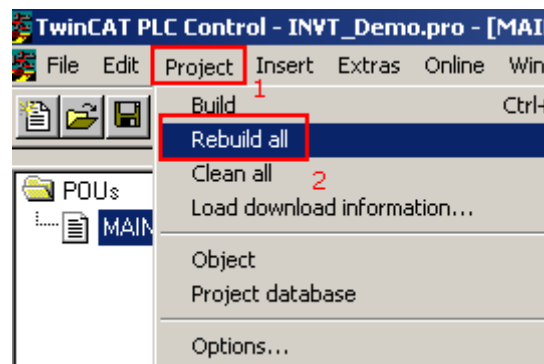 TwinCAT PLC Control - INVT_Demo.pro - [MAI
File Edit Project Insert Extras Online Win
1
Build Ctrl+
Rebuild all
Clean all
2
Load download information...
POUs
MAIN
Object
Project database
Options...